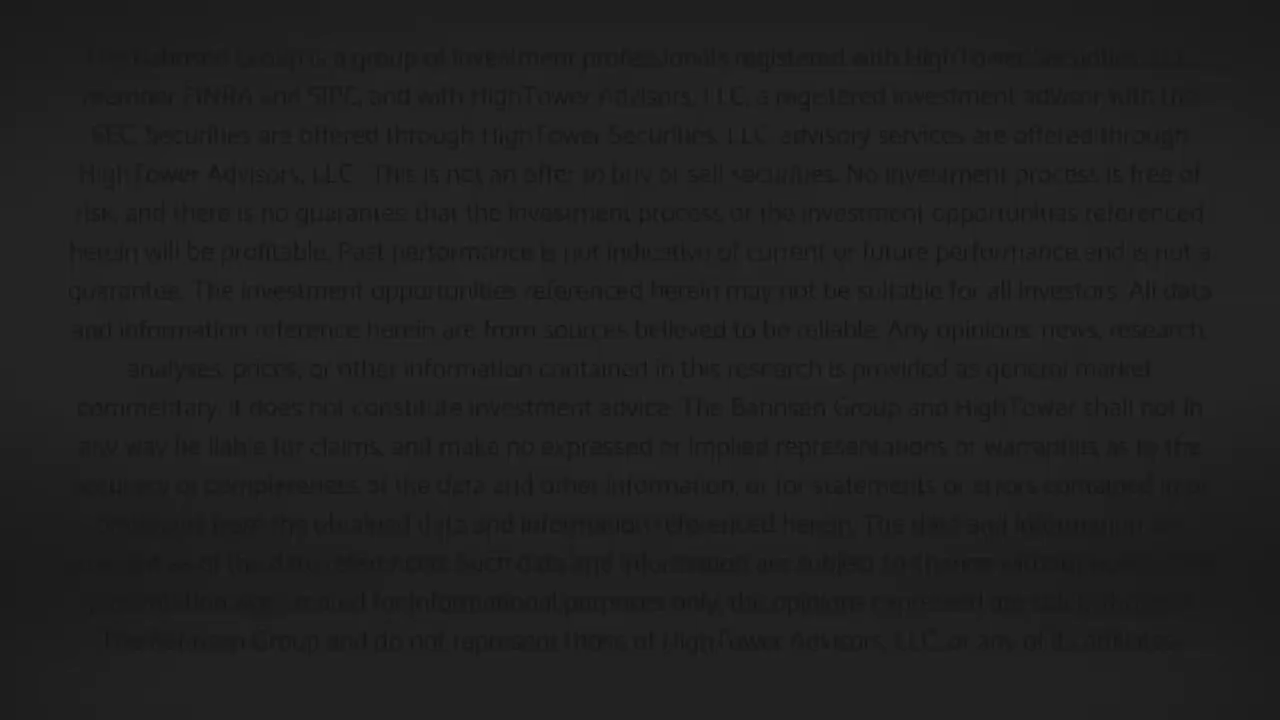 The Bahnsen Group is a group of investment professionals registered with HighTower Securities, LLC,
member FINRA and SIPC, and with HighTower Advisors, LLC, a registered investment advisor with the
SEC. Securities are offered through HighTower Securities, LLC; advisory services are offered through
HighTower Advisors, LLC. This is not an offer to buy or sell securities. No investment process is free of
risk, and there is no guarantee that the investment process or the investment opportunities referenced
herein will be profitable. Past performance is not indicative of current or future performance and is not a
guarantee. The investment opportunities referenced herein may not be suitable for all investors. All data
and information reference herein are from sources believed to be reliable. Any opinions, news, research,
analyses, prices, or other information contained in this research is provided as general market
commentary, it does not constitute investment advice. The Bahnsen Group and HighTower shall not in
any way be liable for claims, and make no expressed or implied representations or warranties as to the
accuracy or completeness of the data and other information, or for statements or errors contained in or
from the obtained data and information referenced herein. The data and information are
as of the date referenced. Such data and information are subject to change without
for informational purposes only; the opinions expressed are
The Bahnsen Group and do not represent those of HighTower Advisors, LLC, or any of its affiliates.